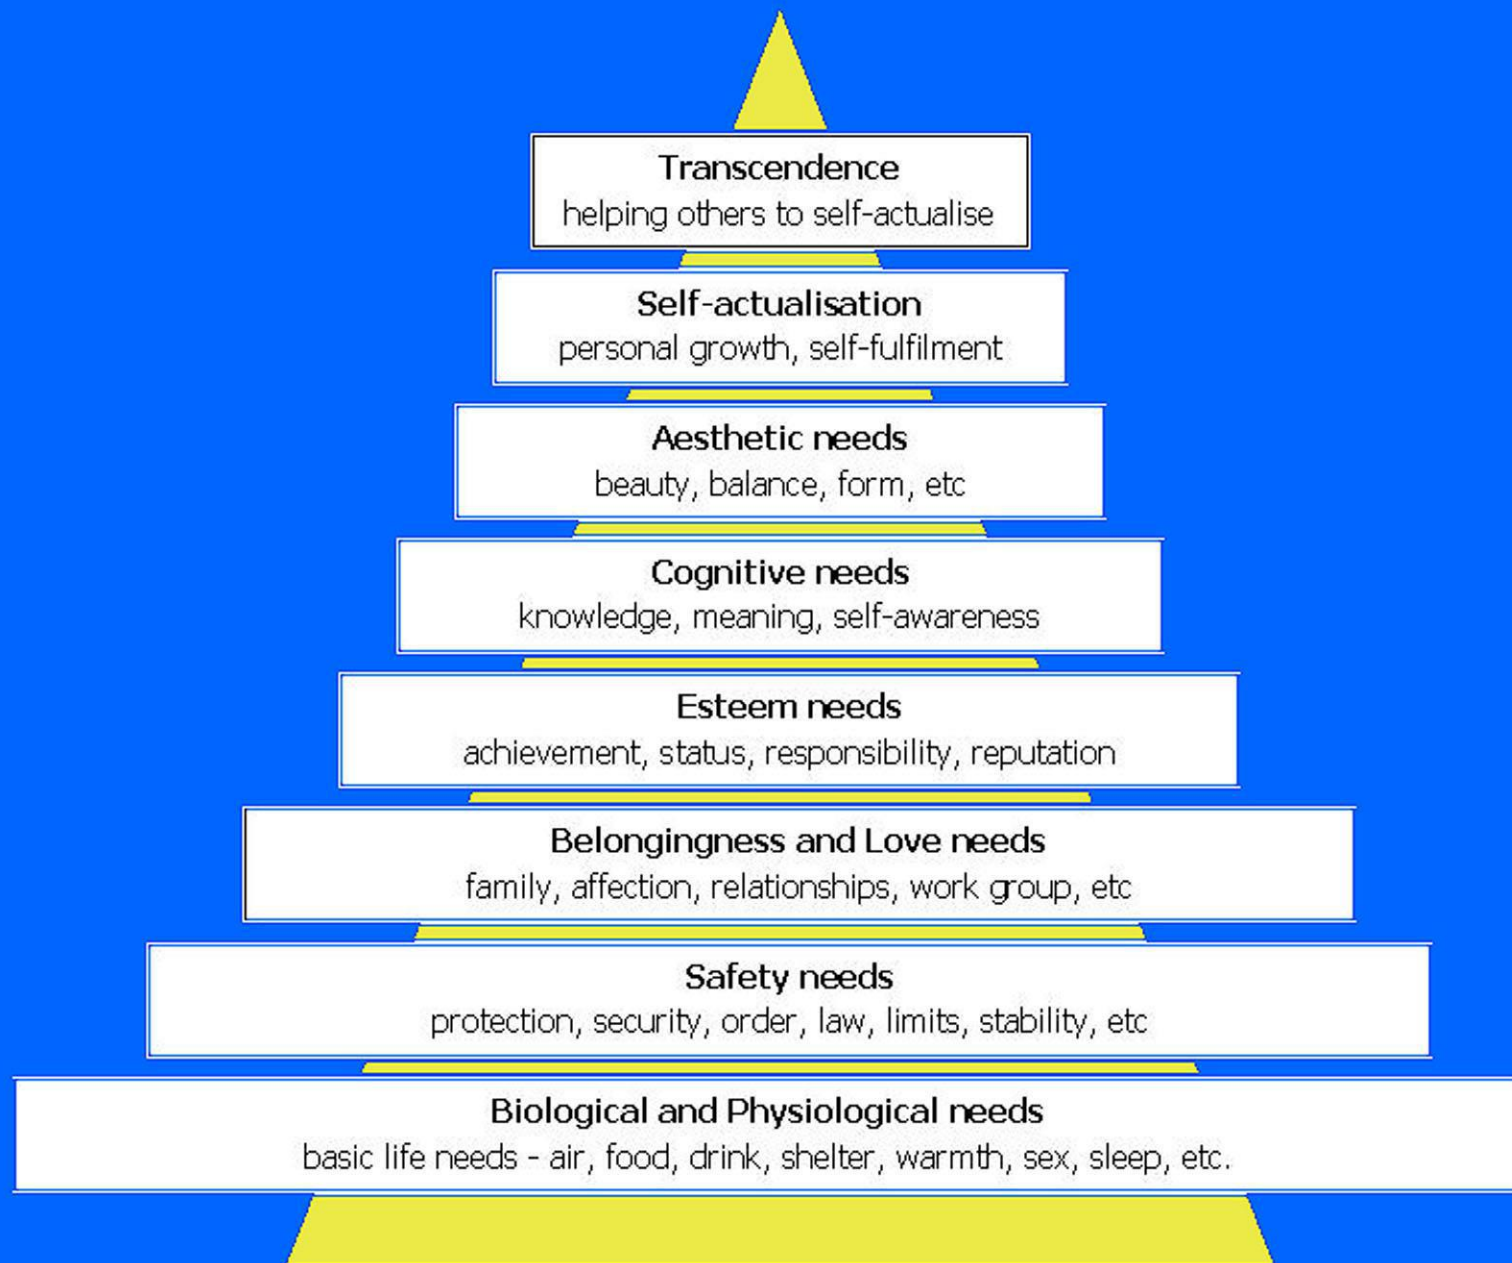 Transcendence
helping others to self-actualise
Self-actualisation
personal growth, self-fulfilment
Aesthetic needs
beauty, balance, form, etc
Cognitive needs
knowledge, meaning, self-awareness
Esteem needs
achievement, status, responsibility, reputation
Belongingness and Love needs
family, affection, relationships, work group, etc
Safety needs
protection, security, order, law, limits, stability, etc
Biological and Physiological needs
basic life needs - air, food, drink, shelter, warmth, sex, sleep, etc.